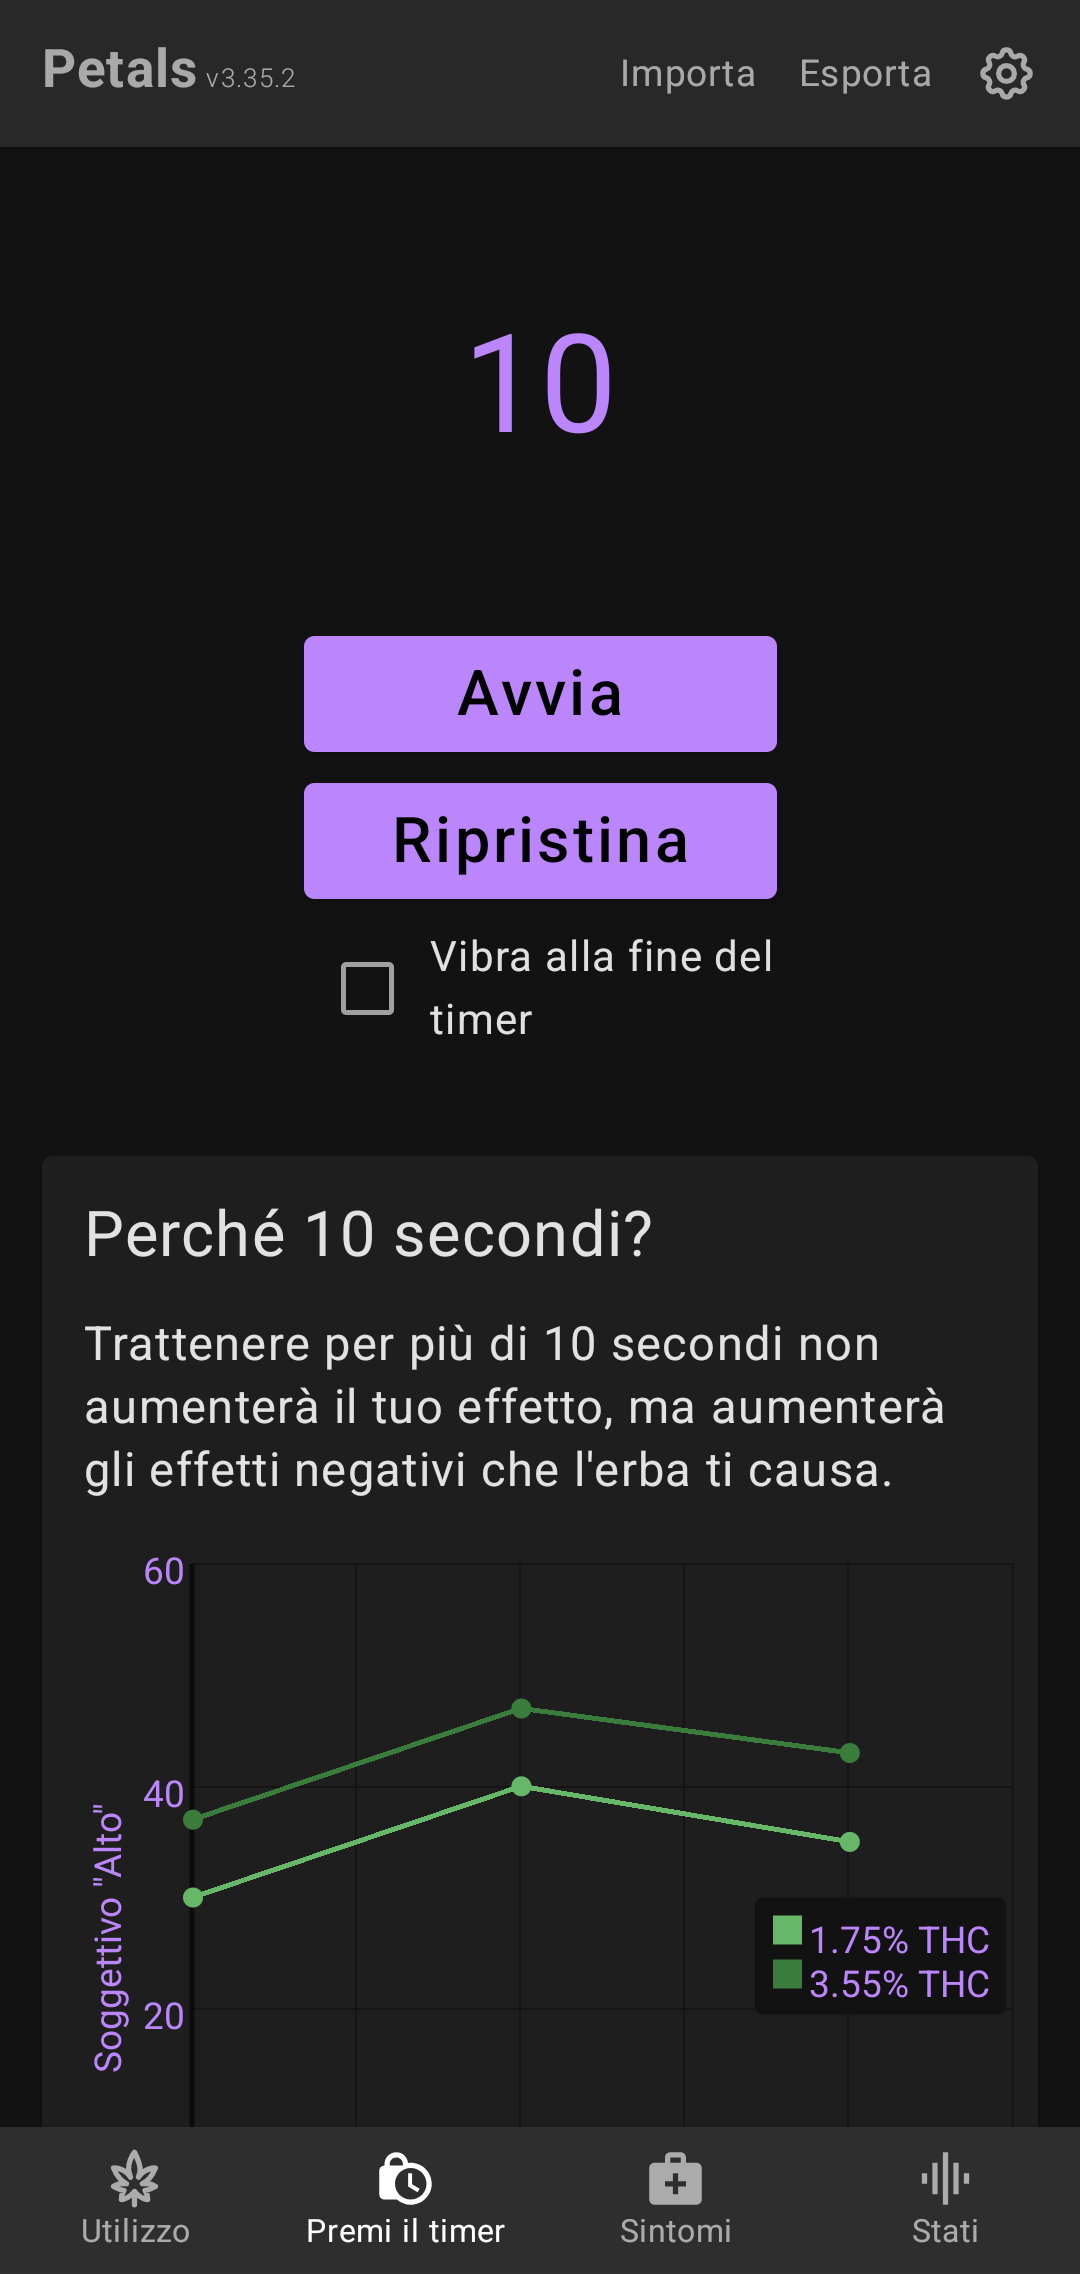 Petals v3.35.2
Importa
Esporta
10
Avvia
Ripristina
Vibra alla fine del
timer
Perché 10 secondi?
Trattenere per più di 10 secondi non
aumenterà il tuo effetto, ma aumenterà
gli effetti negativi che l'erba ti causa.
60
40
20
Soggettivo "Alto"
1.75% THC
3.55% THC
Utilizzo
Premi il timer
Sintomi
Stati